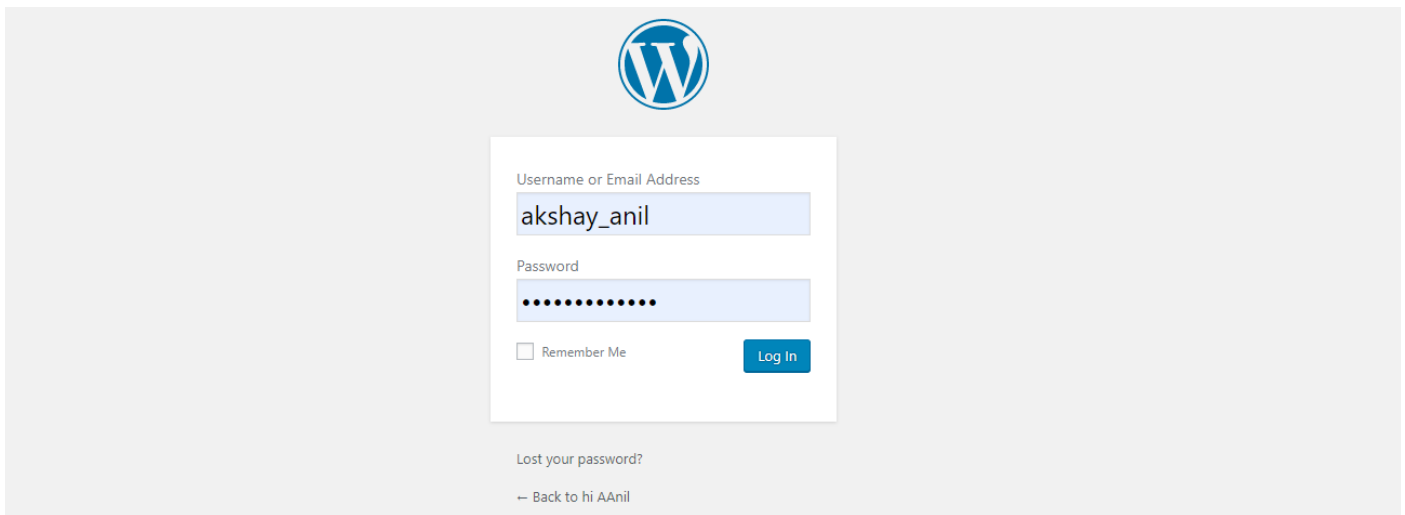 Username or Email Address
akshay_anil
Password
•••••••••••••
Remember Me
Log In
Lost your password?
← Back to hi AAnil